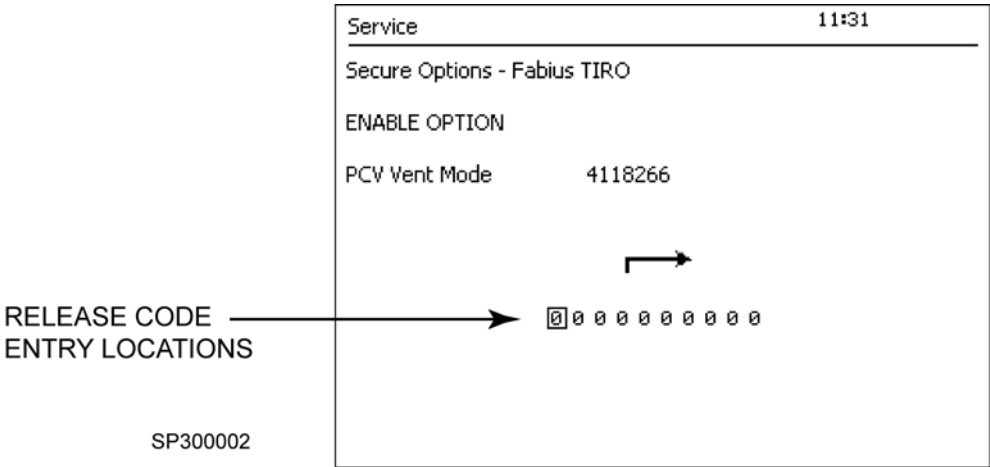 Service 11:31
Secure Options - Fabius TIRO
ENABLE OPTION
PCV Vent Mode 4118266
RELEASE CODE
ENTRY LOCATIONS
0 0 0 0 0 0 0 0 0 0
SP300002